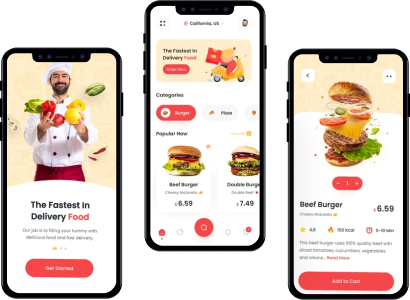 The Fastest In
Delivery Food
Our job is to filling your tummy with
delicious food and fast delivery.
Get Started
California, US
The Fastest In
Delivery Food
Order Now
Categories
Burger
Pizza
Popular Now
Beef Burger
Cheesy Mozarella
$6.59
Double Burger
Double Beef
$7.49
1
Beef Burger
Cheesy Mozarella
$6.59
4,8
150 Kcal
5-10 Min
This beef burger uses 100% quality beef with
sliced tomatoes, cucumbers, vegetables
and onions.. Read More
Add to Cart